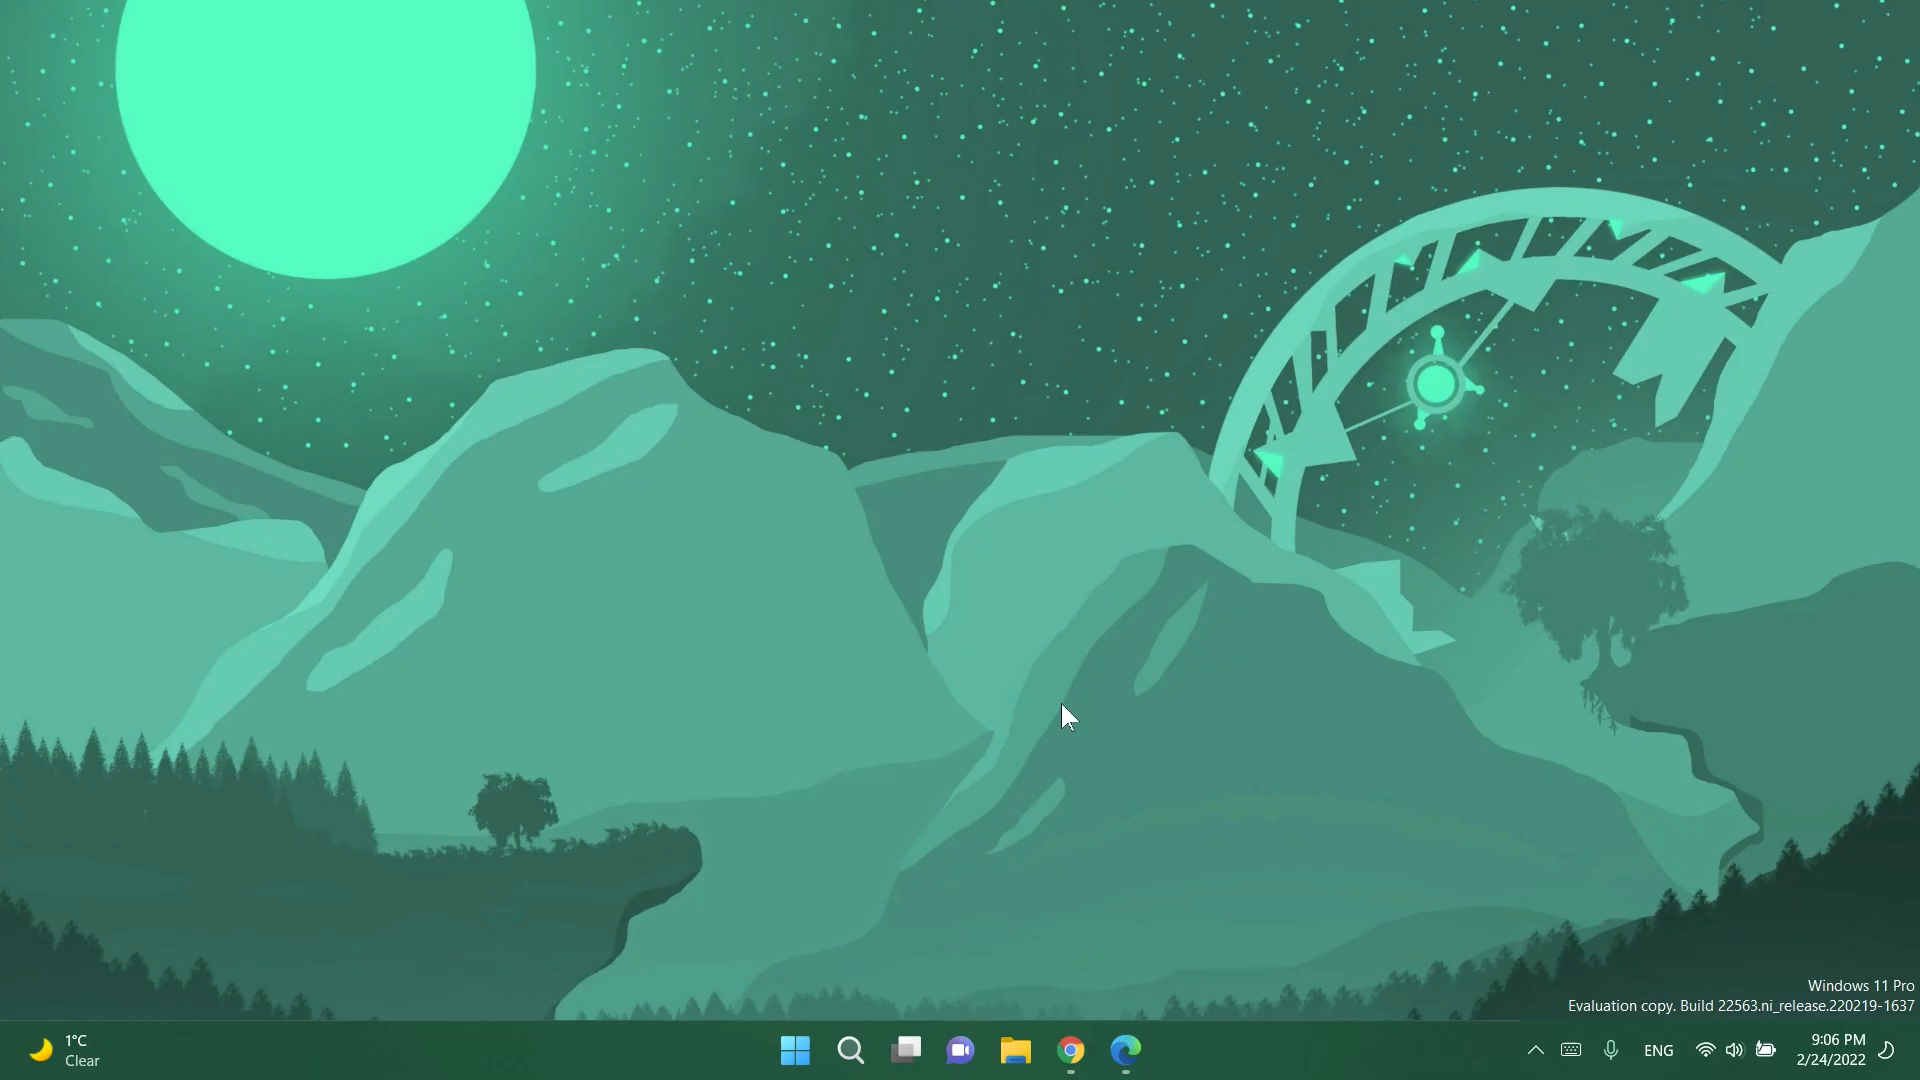 Windows 11 Pro
Evaluation copy. Build 22563.ni_release.220219-1637
1°C
Clear
ENG
9:06 PM
2/24/2022